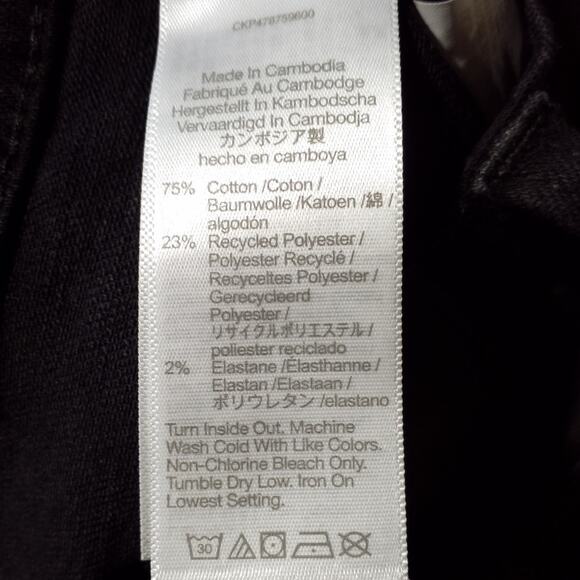 CKP478759600
Made In Cambodia
Fabriqué Au Cambodge
Hergestellt In Kambodscha
Vervaardigd In Cambodja
カンボジア製
hecho en camboya
75% Cotton /Coton /
Baumwolle /Katoen /綿 /
algodón
23% Recycled Polyester /
Polyester Recyclé /
Recyceltes Polyester /
Gerecycleerd
Polyester /
リサイクルポリエステル /
poliester reciclado
2% Elastane /Élasthanne /
Elastan /Elastaan /
ポリウレタン /elastano
Turn Inside Out. Machine
Wash Cold With Like Colors.
Non-Chlorine Bleach Only.
Tumble Dry Low. Iron On
Lowest Setting.
30